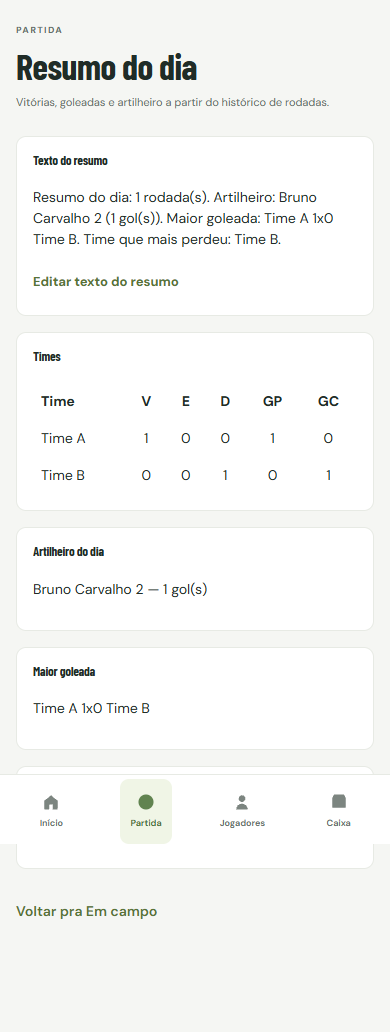 PARTIDA
Resumo do dia
Vitórias, goleadas e artilheiro a partir do histórico de rodadas.
Texto do resumo
Resumo do dia: 1 rodada(s). Artilheiro: Bruno
Carvalho 2 (1 gol(s)). Maior goleada: Time A 1x0
Time B. Time que mais perdeu: Time B.
Editar texto do resumo
Times
Time V E D GP GC
Time A 1 0 0 1 0
Time B 0 0 1 0 1
Artilheiro do dia
Bruno Carvalho 2 — 1 gol(s)
Maior goleada
Time A 1x0 Time B
Início Partida Jogadores Caixa
Voltar pra Em campo